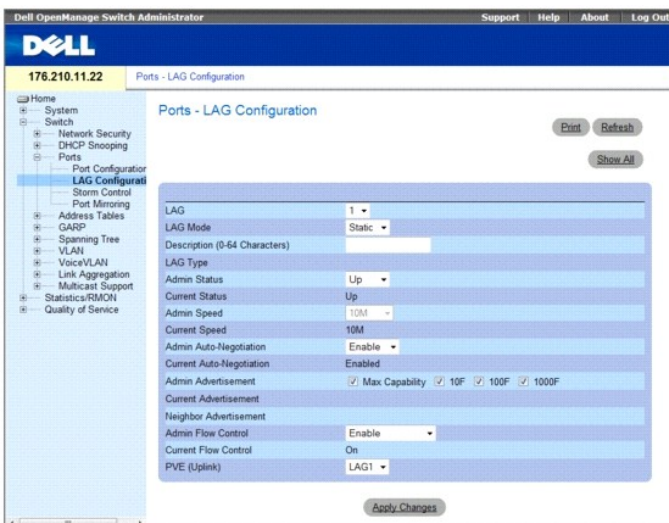 Dell OpenManage Switch Administrator
Support Help About Log Out
DELL
176.210.11.22
Ports - LAG Configuration
Home
System
Switch
Network Security
DHCP Snooping
Ports
Port Configuration
LAG Configurati
Storm Control
Port Mirroring
Address Tables
GARP
Spanning Tree
VLAN
VoiceVLAN
Link Aggregation
Multicast Support
Statistics/RMON
Quality of Service
Ports - LAG Configuration
Print Refresh
Show All
LAG 1
LAG Mode Static
Description (0-64 Characters)
LAG Type
Admin Status Up
Current Status Up
Admin Speed 10M
Current Speed 10M
Admin Auto-Negotiation Enable
Current Auto-Negotiation Enabled
Admin Advertisement Max Capability 10F 100F 1000F
Current Advertisement
Neighbor Advertisement
Admin Flow Control Enable
Current Flow Control On
PVE (Uplink) LAG1
Apply Changes